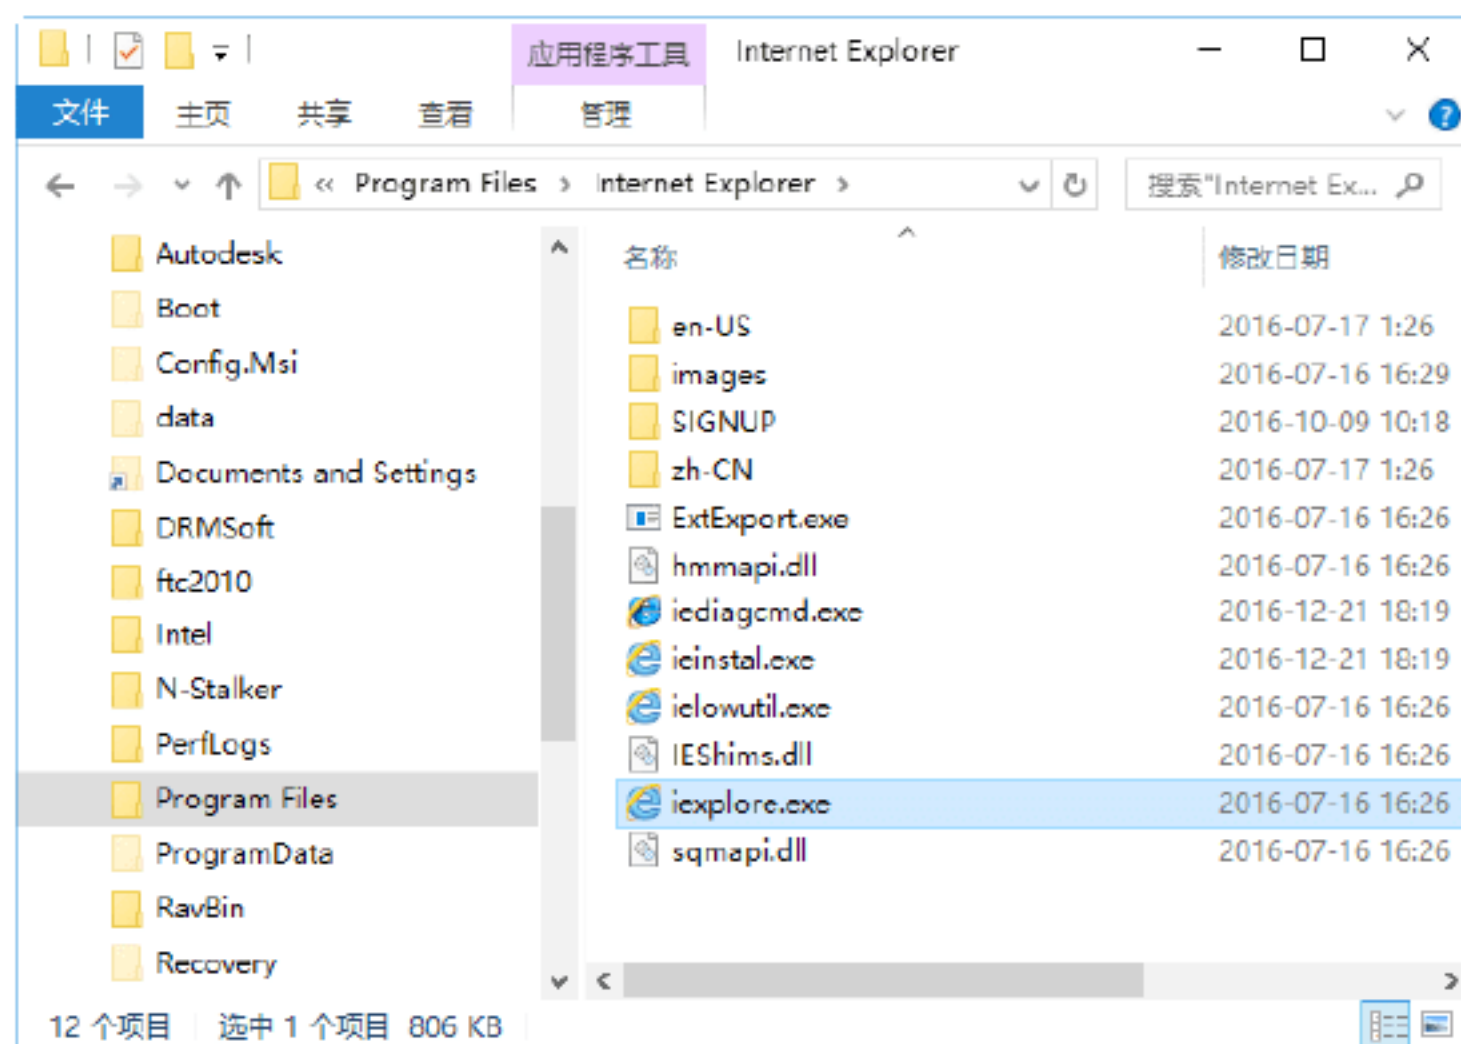 应用程序工具 Internet Explorer
文件 主页 共享 查看 管理
« Program Files › Internet Explorer › 搜索"Internet Ex...
名称 修改日期
Autodesk
Boot
Config.Msi
data
Documents and Settings
DRMSoft
ftc2010
Intel
N-Stalker
PerfLogs
Program Files
ProgramData
RavBin
Recovery
en-US 2016-07-17 1:26
images 2016-07-16 16:29
SIGNUP 2016-10-09 10:18
zh-CN 2016-07-17 1:26
ExtExport.exe 2016-07-16 16:26
hmmapi.dll 2016-07-16 16:26
iediagcmd.exe 2016-12-21 18:19
ieinstal.exe 2016-12-21 18:19
ielowutil.exe 2016-07-16 16:26
IEShims.dll 2016-07-16 16:26
iexplore.exe 2016-07-16 16:26
sqmapi.dll 2016-07-16 16:26
12 个项目 选中 1 个项目 806 KB